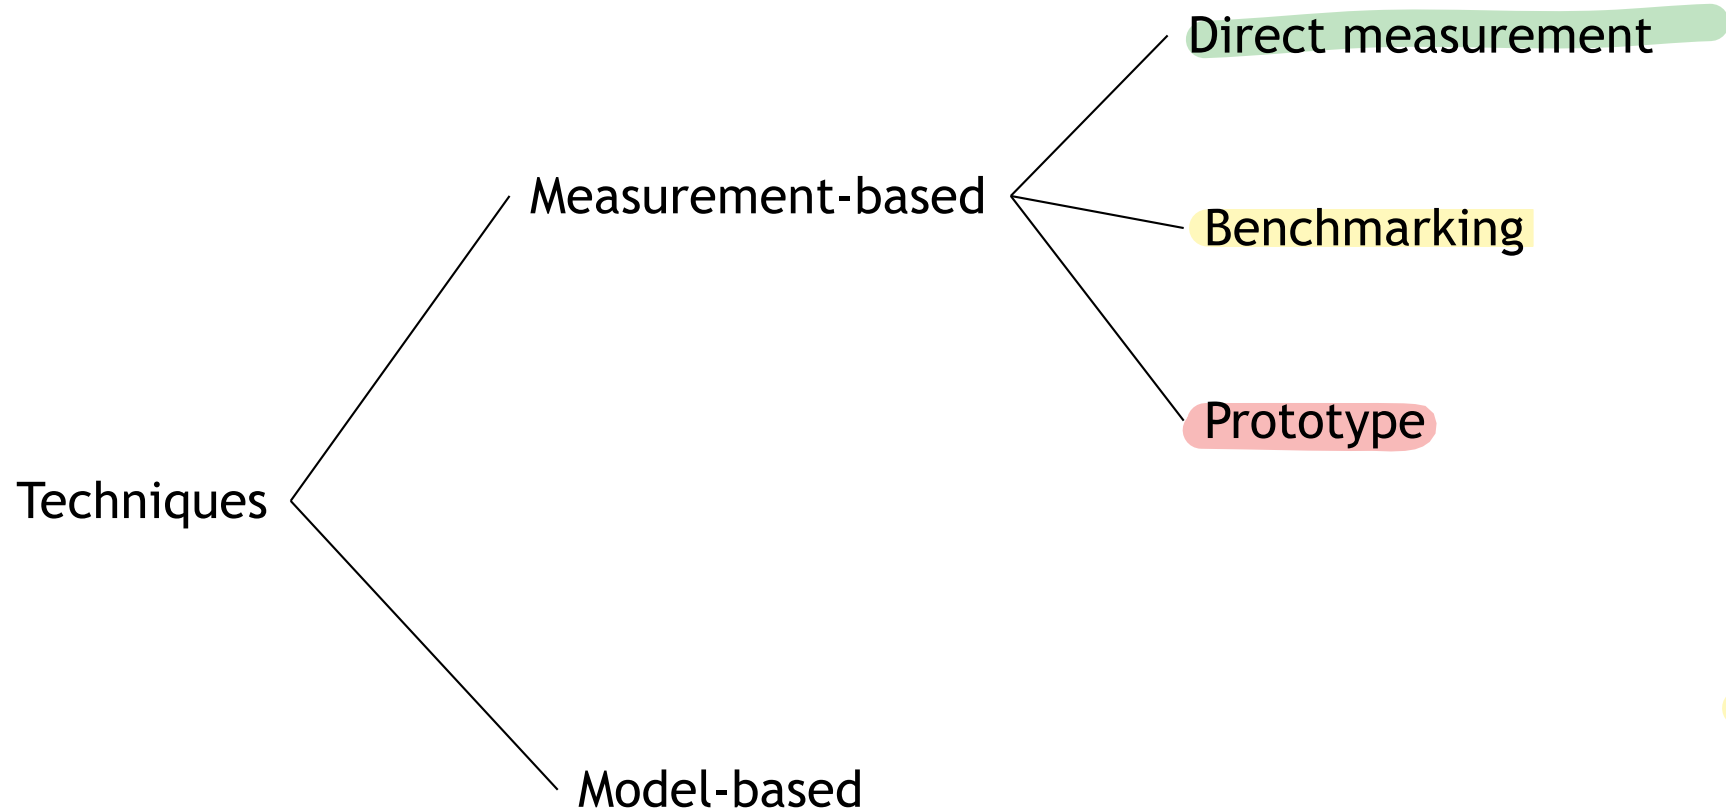 Direct measurement
Measurement-based
Benchmarking
Prototype
Techniques
Model-based